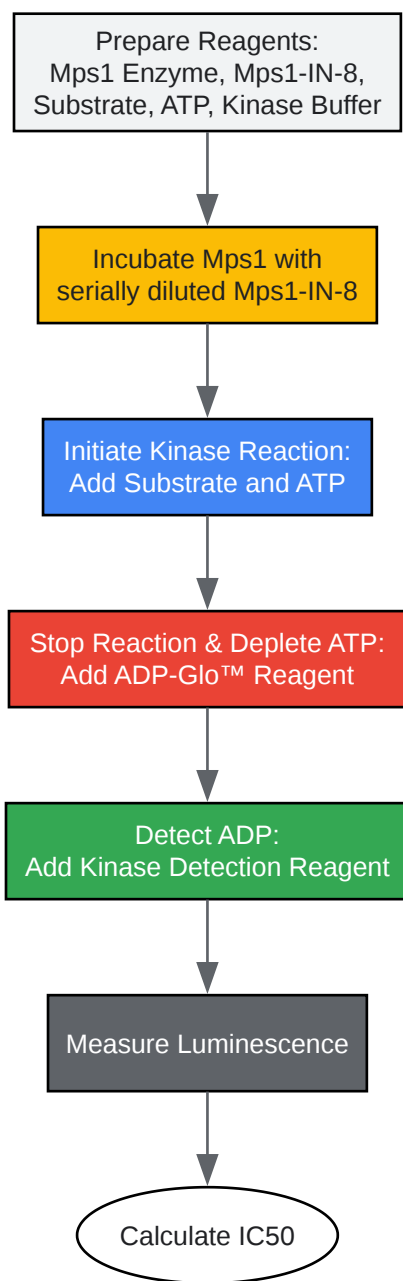 Prepare Reagents:
Mps1 Enzyme, Mps1-IN-8,
Substrate, ATP, Kinase Buffer
Incubate Mps1 with
serially diluted Mps1-IN-8
Initiate Kinase Reaction:
Add Substrate and ATP
Stop Reaction & Deplete ATP:
Add ADP-Glo™ Reagent
Detect ADP:
Add Kinase Detection Reagent
Measure Luminescence
Calculate IC50